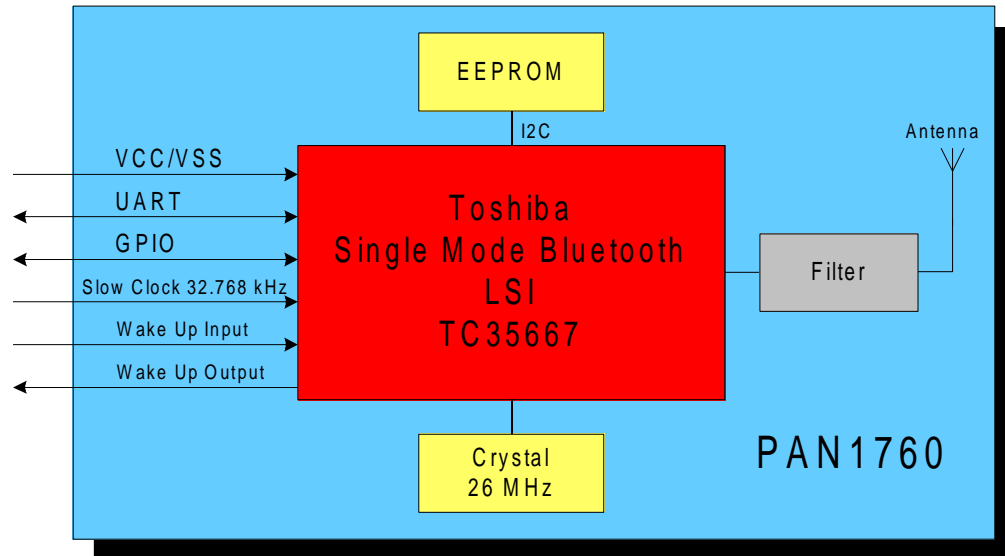 EEPROM
I2C
Antenna
VCC/VSS
UART
GPIO
Slow Clock 32.768 kHz
Wake Up Input
Wake Up Output
Toshiba
Single Mode Bluetooth
LSI
TC35667
Filter
Crystal
26 MHz
PAN1760